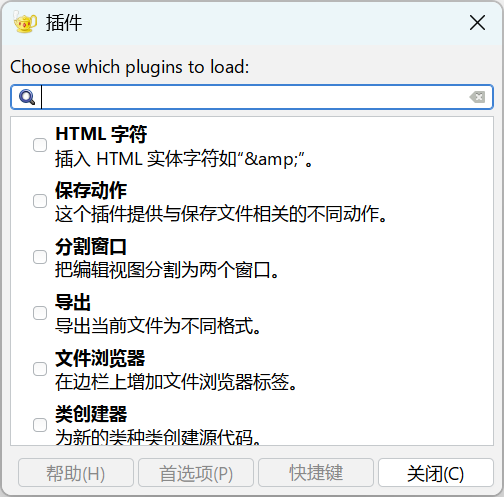 插件
Choose which plugins to load:
HTML 字符
插入 HTML 实体字符如“&amp;”。
保存动作
这个插件提供与保存文件相关的不同动作。
分割窗口
把编辑视图分割为两个窗口。
导出
导出当前文件为不同格式。
文件浏览器
在边栏上增加文件浏览器标签。
类创建器
为新的类种类创建源代码。
帮助(H) 首选项(P) 快捷键 关闭(C)